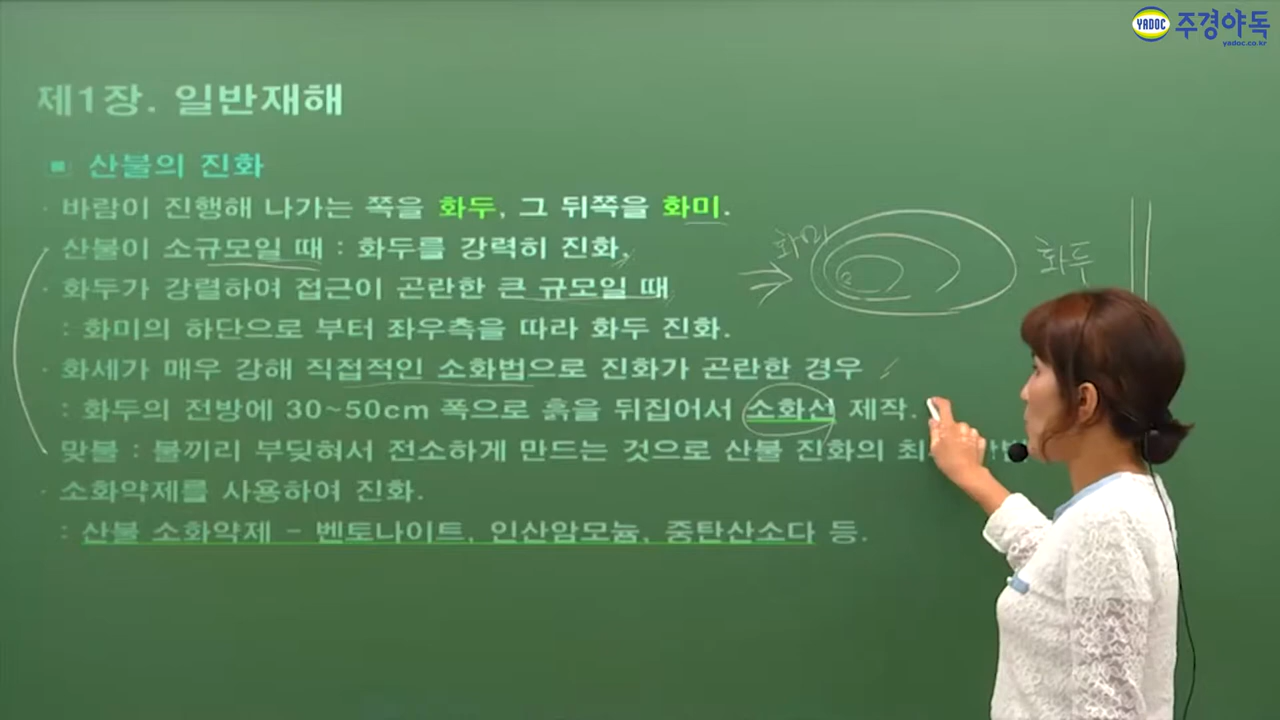 YADOC 주경야독
yadoc.co.kr
제1장. 일반재해
■ 산불의 진화
· 바람이 진행해 나가는 쪽을 화두, 그 뒤쪽을 화미.
· 산불이 소규모일 때 : 화두를 강력히 진화.
· 화두가 강렬하여 접근이 곤란한 큰 규모일 때
: 화미의 하단으로 부터 좌우측을 따라 화두 진화.
· 화세가 매우 강해 직접적인 소화법으로 진화가 곤란한 경우
: 화두의 전방에 30~50cm 폭으로 흙을 뒤집어서 소화선 제작.
· 맞불 : 불끼리 부딪혀서 전소하게 만드는 것으로 산불 진화의 최
· 소화약제를 사용하여 진화.
: 산불 소화약제 - 벤토나이트, 인산암모늄, 중탄산소다 등.
화미
화두